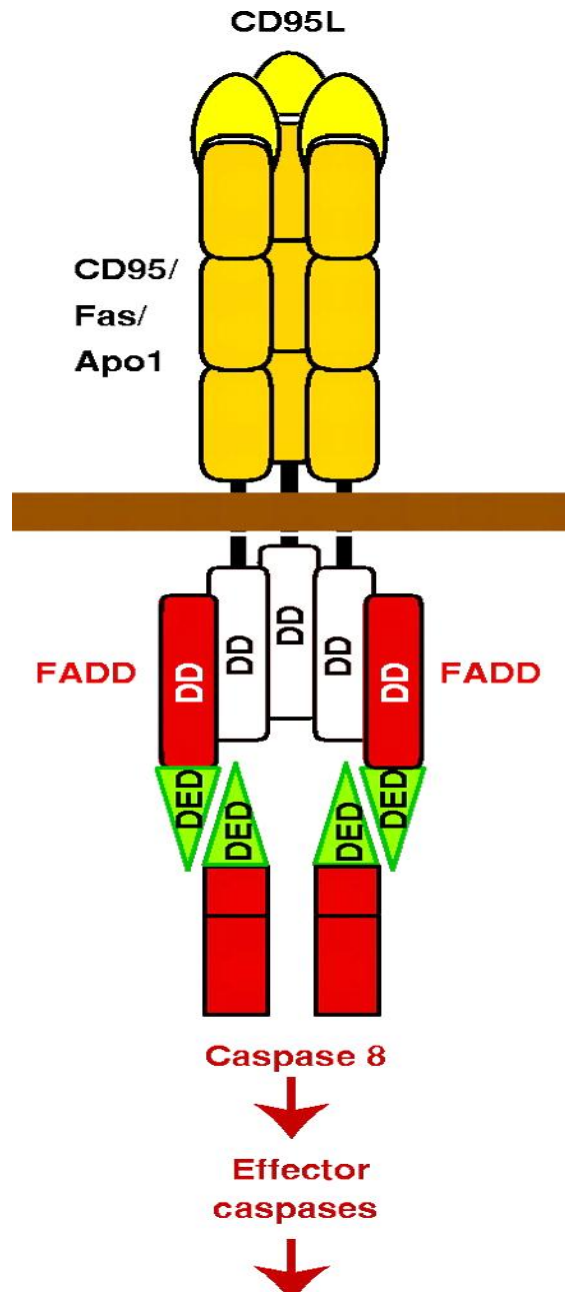 CD95L
CD95/
Fas/
Apo1
DD
DD
DD
FADD
DD
DD
FADD
DED
DED
DED
DED
Caspase 8
Effector
caspases